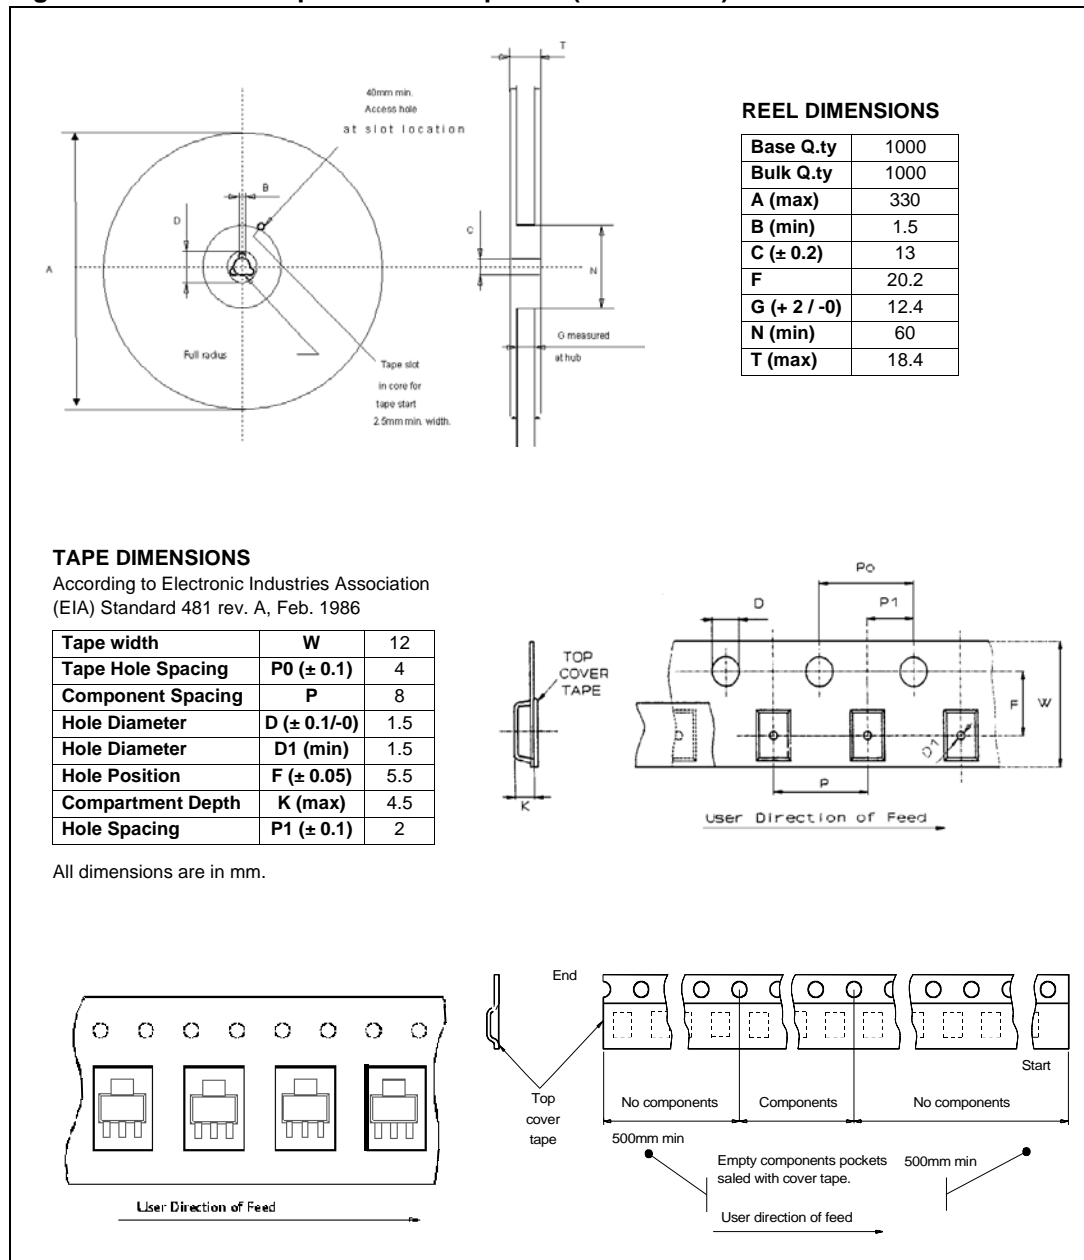 T
40mm min.
Access hole
at slot location
B
D
C
A
N
Full radius
G measured
at hub
Tape slot
in core for
tape start
2.5mm min. width.
REEL DIMENSIONS
Base Q.ty 1000
Bulk Q.ty 1000
A (max) 330
B (min) 1.5
C (± 0.2) 13
F 20.2
G (+ 2 / -0) 12.4
N (min) 60
T (max) 18.4
TAPE DIMENSIONS
According to Electronic Industries Association
(EIA) Standard 481 rev. A, Feb. 1986
Tape width W 12
Tape Hole Spacing P0 (± 0.1) 4
Component Spacing P 8
Hole Diameter D (± 0.1/-0) 1.5
Hole Diameter D1 (min) 1.5
Hole Position F (± 0.05) 5.5
Compartment Depth K (max) 4.5
Hole Spacing P1 (± 0.1) 2
All dimensions are in mm.
Po
D
P1
TOP
COVER
TAPE
F
W
D1
K
P
User Direction of Feed
User Direction of Feed
End
Start
Top
cover
tape
No components
Components
No components
500mm min
Empty components pockets
saled with cover tape.
500mm min
User direction of feed